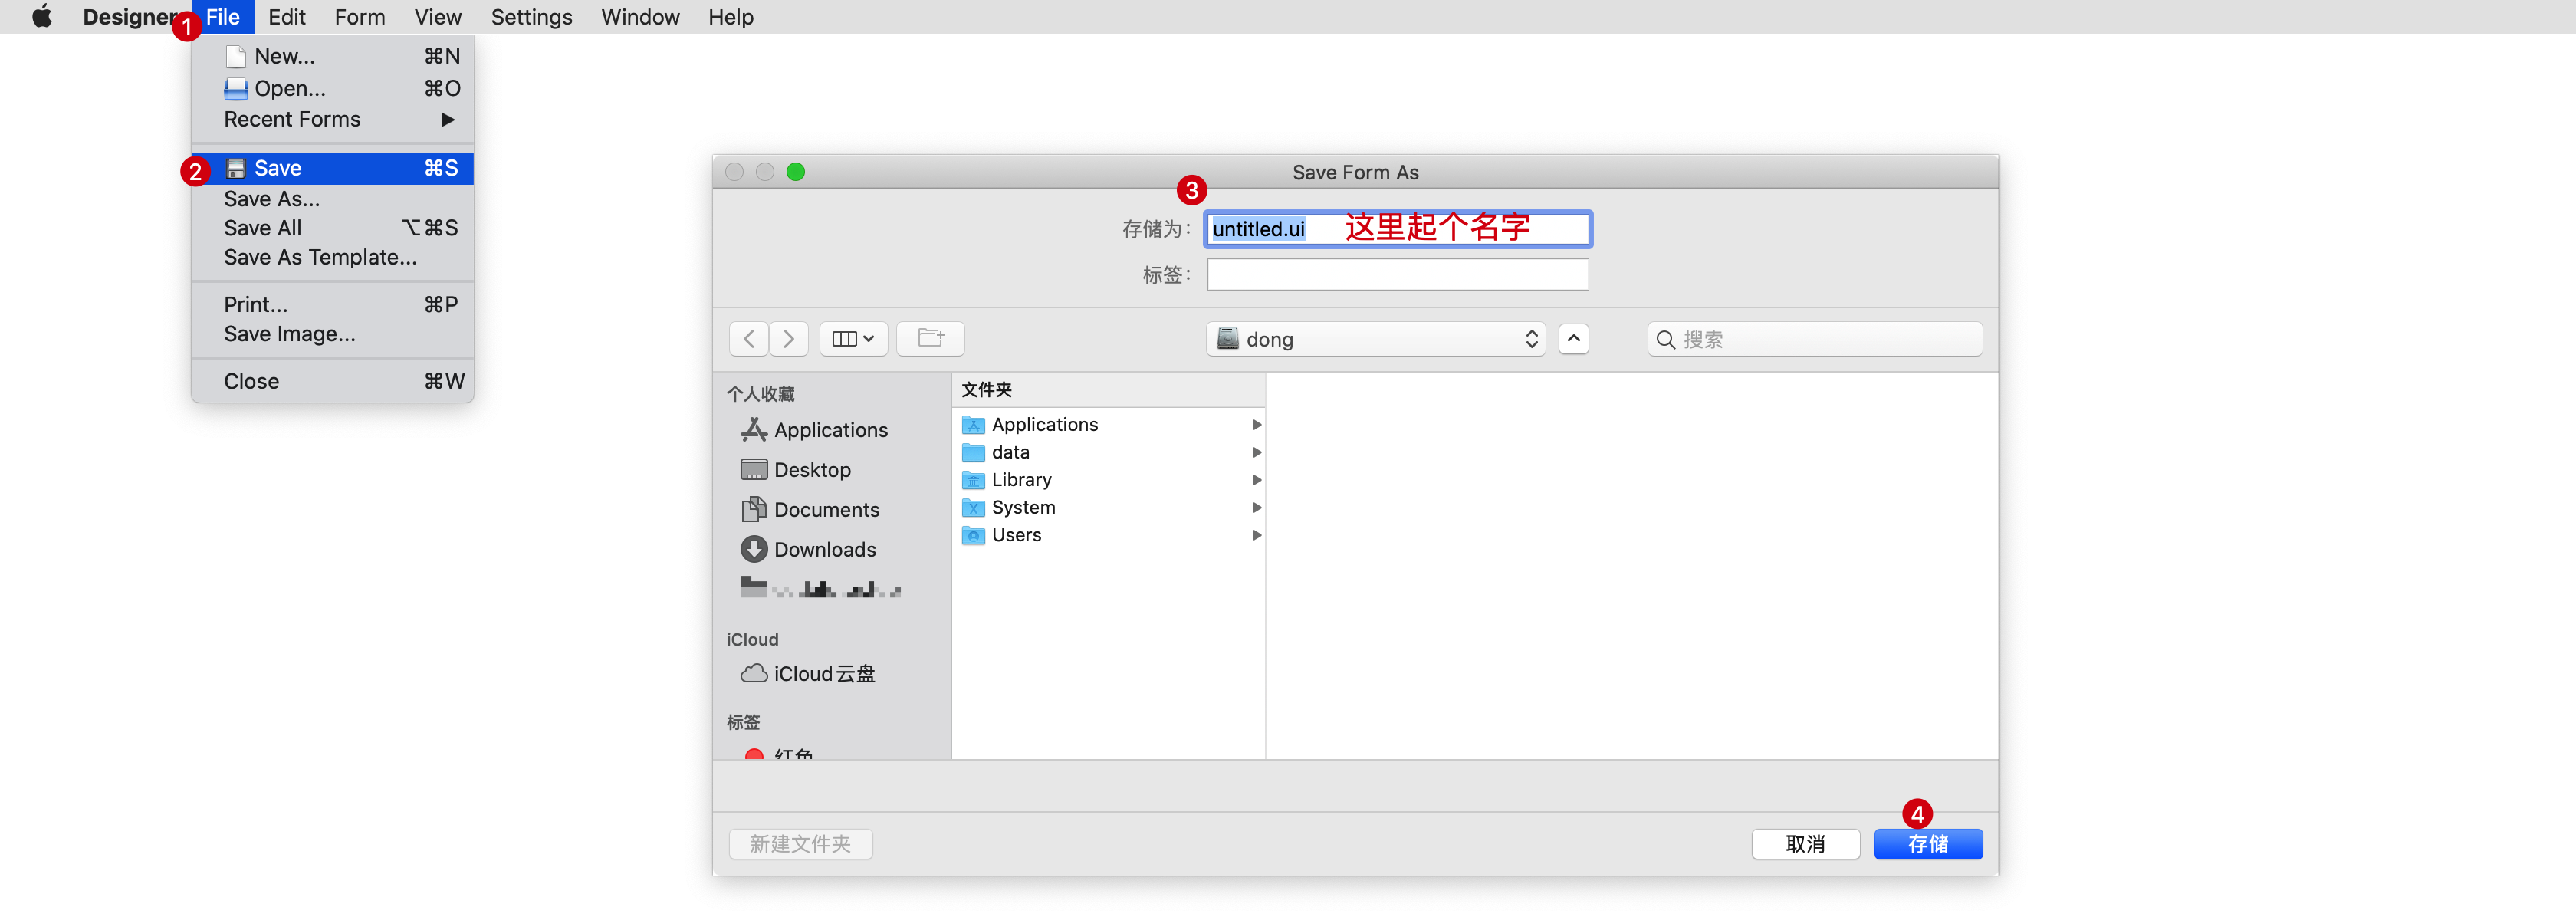 Designer File Edit Form View Settings Window Help
1
New... ⌘N
Open... ⌘O
Recent Forms ▶
2 Save ⌘S
Save As...
Save All ⌥⌘S
Save As Template...
Print... ⌘P
Save Image...
Close ⌘W
Save Form As
3
存储为： untitled.ui 这里起个名字
标签：
dong 搜索
个人收藏
Applications
Desktop
Documents
Downloads
iCloud
iCloud云盘
标签
红色
文件夹
Applications
data
Library
System
Users
4
新建文件夹 取消 存储